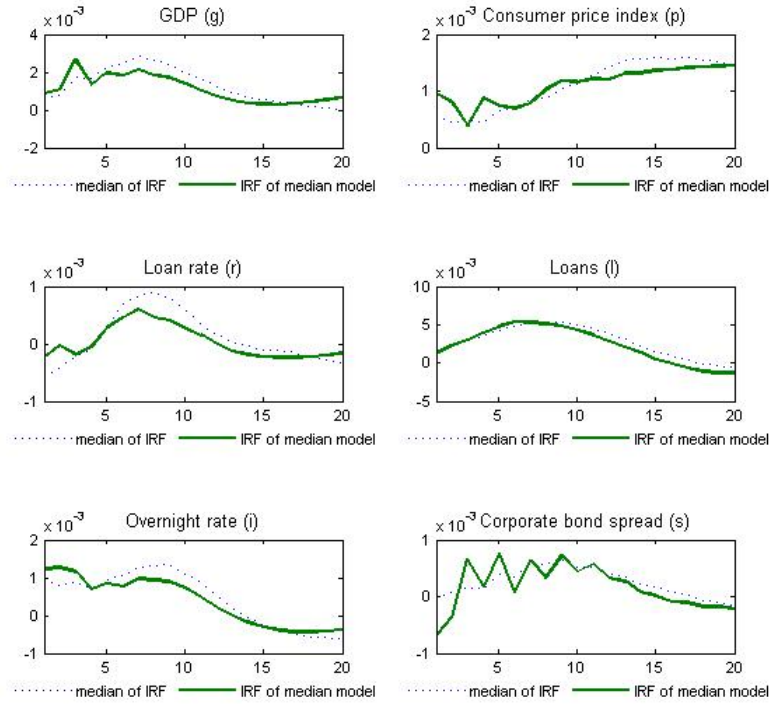 GDP (g)
x 10⁻³
4
2
0
-2
5 10 15 20
median of IRF IRF of median model
Consumer price index (p)
x 10⁻³
2
1
0
5 10 15 20
median of IRF IRF of median model
Loan rate (r)
x 10⁻³
1
0
-1
5 10 15 20
median of IRF IRF of median model
Loans (l)
x 10⁻³
10
5
0
-5
5 10 15 20
median of IRF IRF of median model
Overnight rate (i)
x 10⁻³
2
1
0
-1
5 10 15 20
median of IRF IRF of median model
Corporate bond spread (s)
x 10⁻³
1
0
-1
5 10 15 20
median of IRF IRF of median model